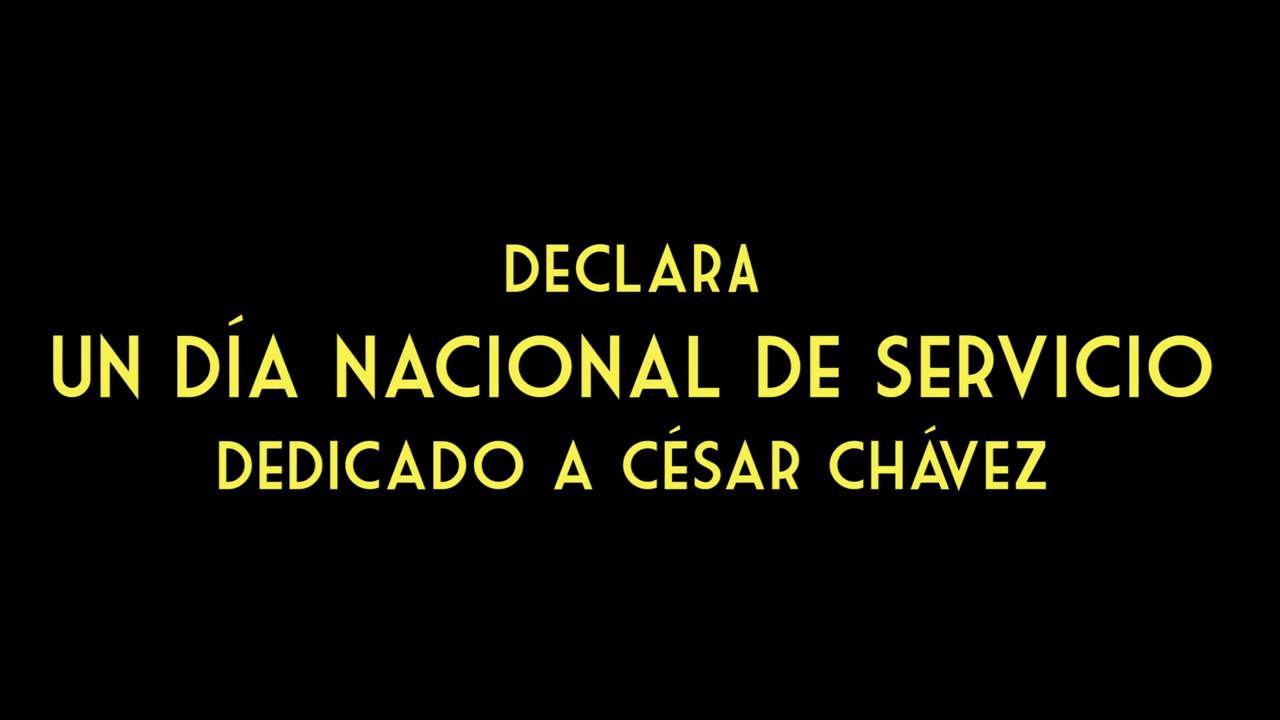 DECLARA
UN DÍA NACIONAL DE SERVICIO
DEDICADO A CÉSAR CHÁVEZ